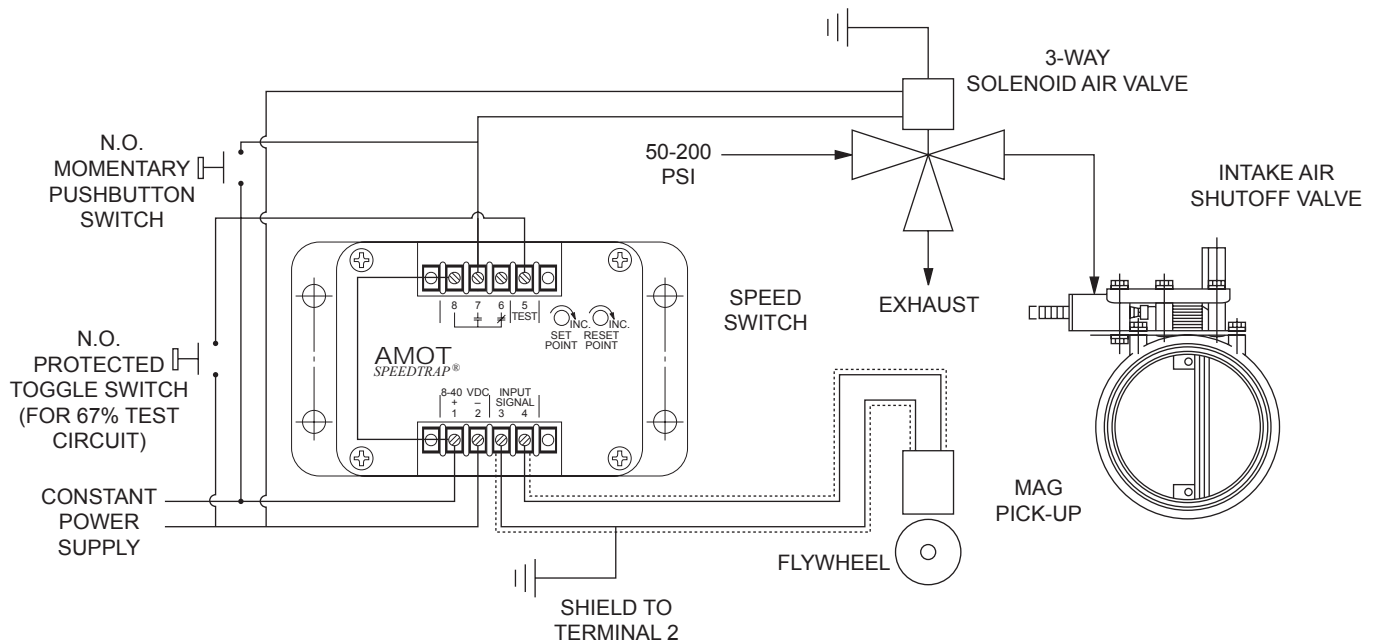 3-WAY
SOLENOID AIR VALVE
N.O.
MOMENTARY
PUSHBUTTON
SWITCH
50-200
PSI
INTAKE AIR
SHUTOFF VALVE
EXHAUST
SPEED
SWITCH
8 7 6 5
TEST
INC. INC.
SET RESET
POINT POINT
AMOT
SPEEDTRAP®
N.O.
PROTECTED
TOGGLE SWITCH
(FOR 67% TEST
CIRCUIT)
8-40 VDC INPUT
+ – SIGNAL
1 2 3 4
CONSTANT
POWER
SUPPLY
MAG
PICK-UP
FLYWHEEL
SHIELD TO
TERMINAL 2